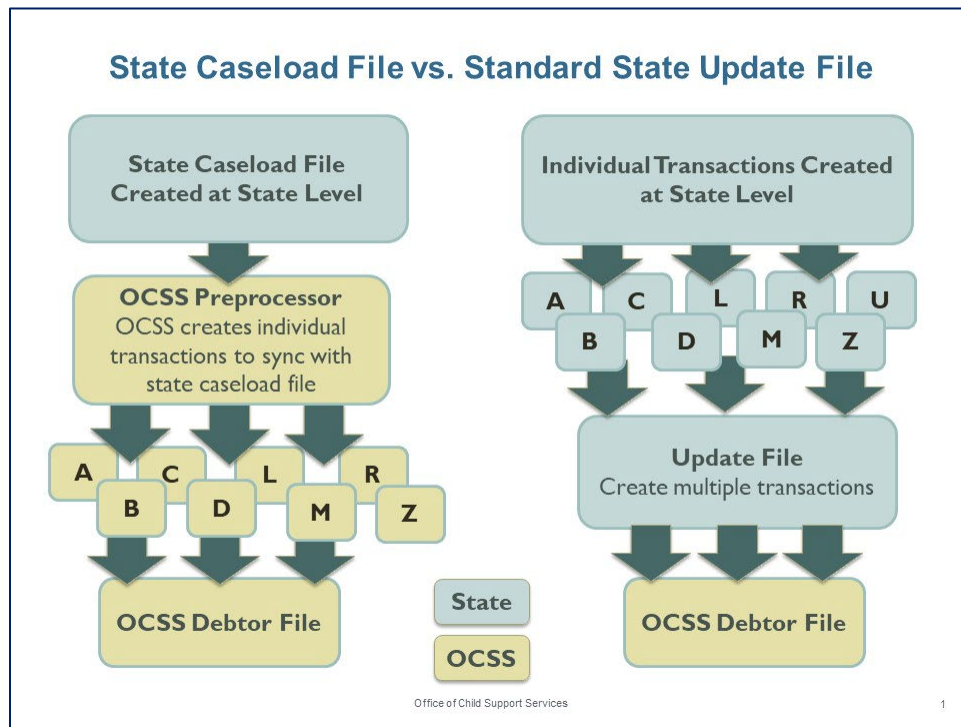 State Caseload File vs. Standard State Update File
State Caseload File
Created at State Level
OCSS Preprocessor
OCSS creates individual
transactions to sync with
state caseload file
A
C
L
R
B
D
M
Z
OCSS Debtor File
Individual Transactions Created
at State Level
A
C
L
R
U
B
D
M
Z
Update File
Create multiple transactions
OCSS Debtor File
State
OCSS
Office of Child Support Services
1